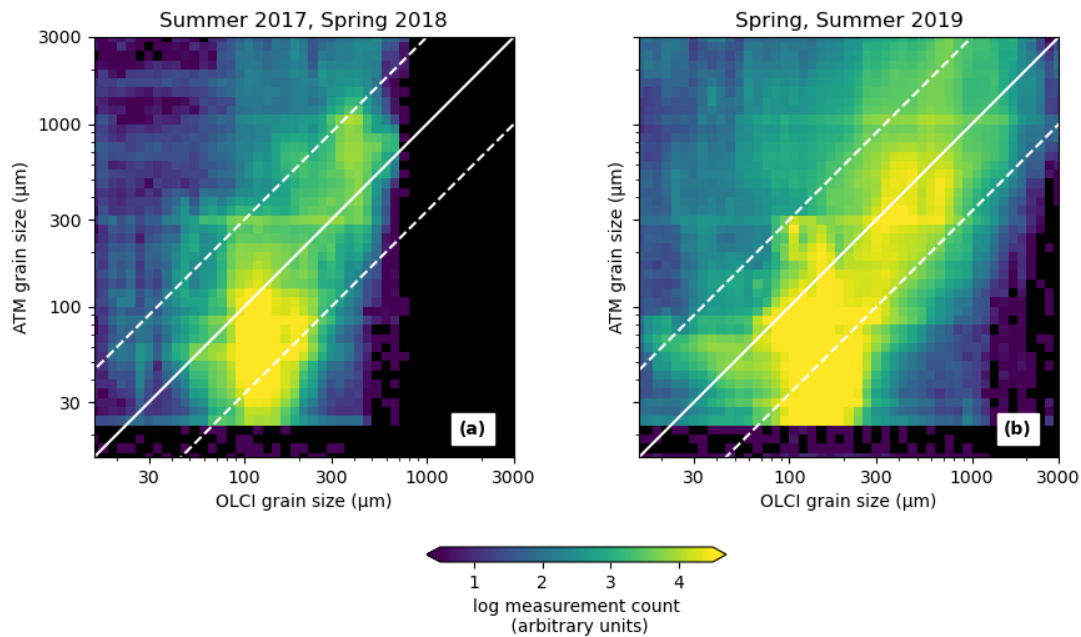 Summer 2017, Spring 2018
Spring, Summer 2019
3000
1000
300
100
30
ATM grain size (µm)
ATM grain size (µm)
(a)
(b)
30
100
300
1000
3000
30
100
300
1000
3000
OLCI grain size (µm)
OLCI grain size (µm)
1
2
3
4
log measurement count
(arbitrary units)